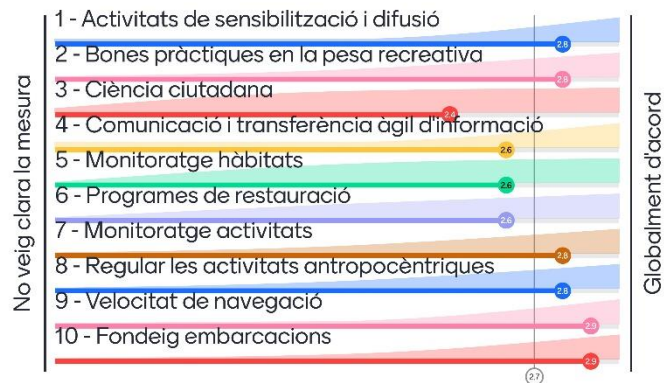 No veig clara la mesura
1 - Activitats de sensibilització i difusió
2.8
2 - Bones pràctiques en la pesa recreativa
2.8
3 - Ciència ciutadana
2.4
4 - Comunicació i transferència àgil d'informació
2.6
5 - Monitoratge hàbitats
2.6
6 - Programes de restauració
2.6
7 - Monitoratge activitats
2.8
8 - Regular les activitats antropocèntriques
2.8
9 - Velocitat de navegació
2.9
10 - Fondeig embarcacions
2.9
2.7
Globalment d'acord